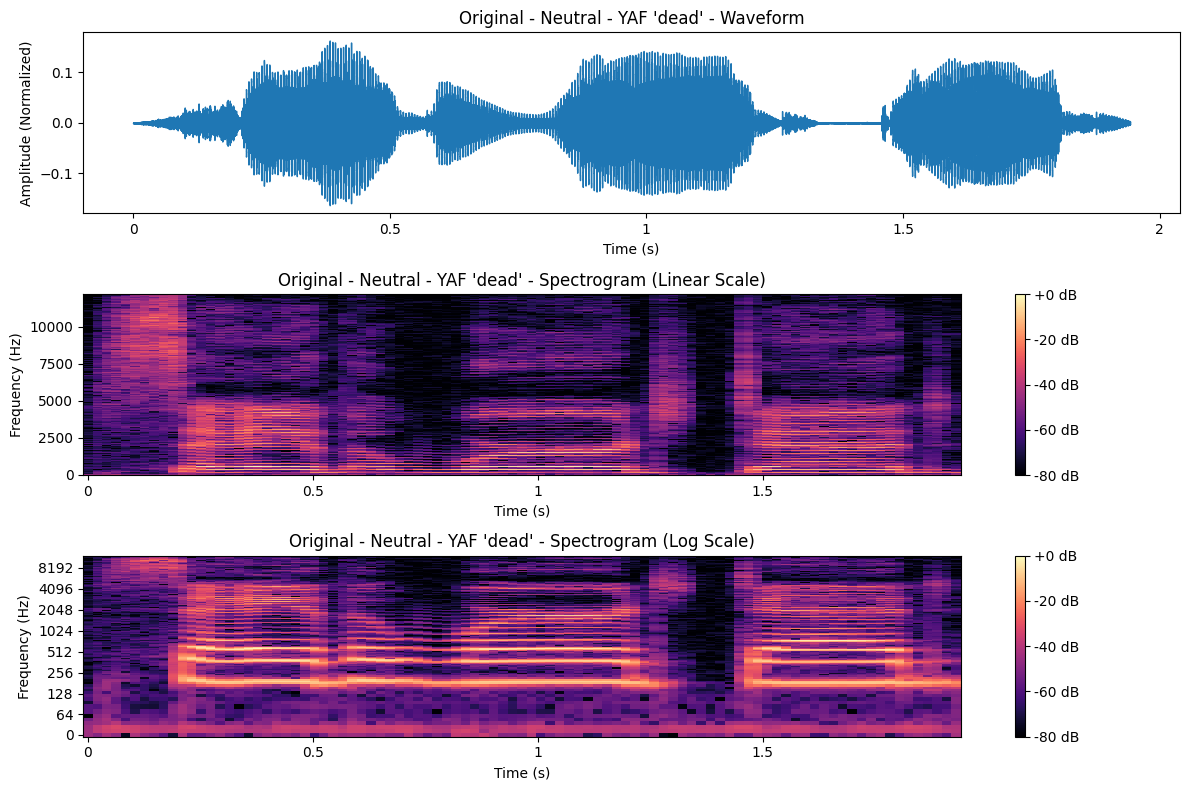 Original - Neutral - YAF 'dead' - Waveform
0.1
0.0
−0.1
Amplitude (Normalized)
0 0.5 1 1.5 2
Time (s)
Original - Neutral - YAF 'dead' - Spectrogram (Linear Scale)
10000
7500
5000
2500
0
Frequency (Hz)
0 0.5 1 1.5
Time (s)
+0 dB
-20 dB
-40 dB
-60 dB
-80 dB
Original - Neutral - YAF 'dead' - Spectrogram (Log Scale)
8192
4096
2048
1024
512
256
128
64
0
Frequency (Hz)
0 0.5 1 1.5
Time (s)
+0 dB
-20 dB
-40 dB
-60 dB
-80 dB